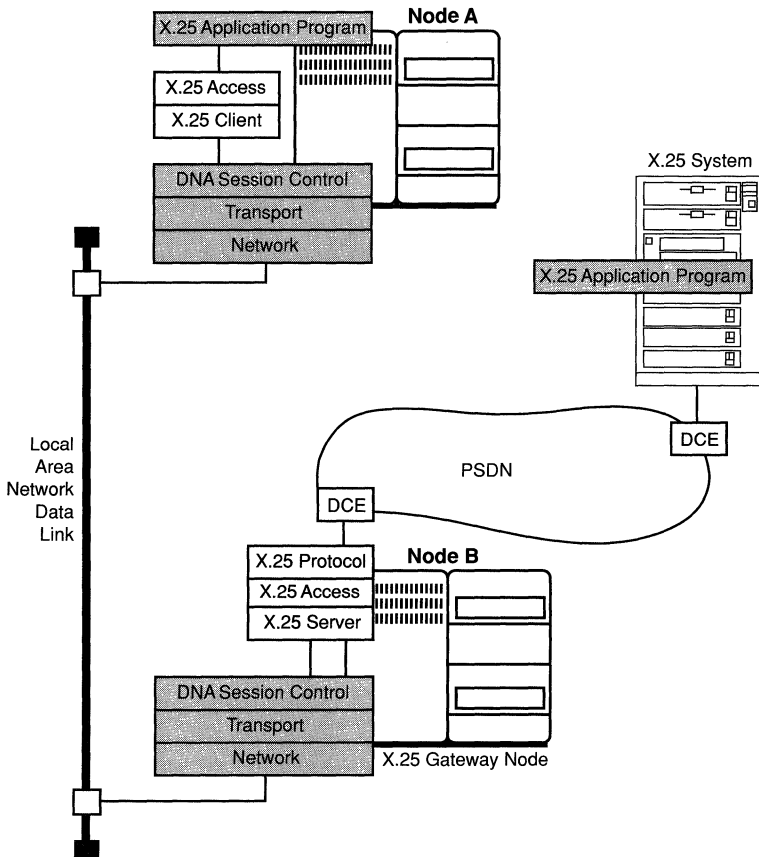 Node A
X.25 Application Program
X.25 Access
X.25 Client
DNA Session Control
Transport
Network
X.25 System
X.25 Application Program
DCE
Local
Area
Network
Data
Link
PSDN
DCE
Node B
X.25 Protocol
X.25 Access
X.25 Server
DNA Session Control
Transport
Network
X.25 Gateway Node